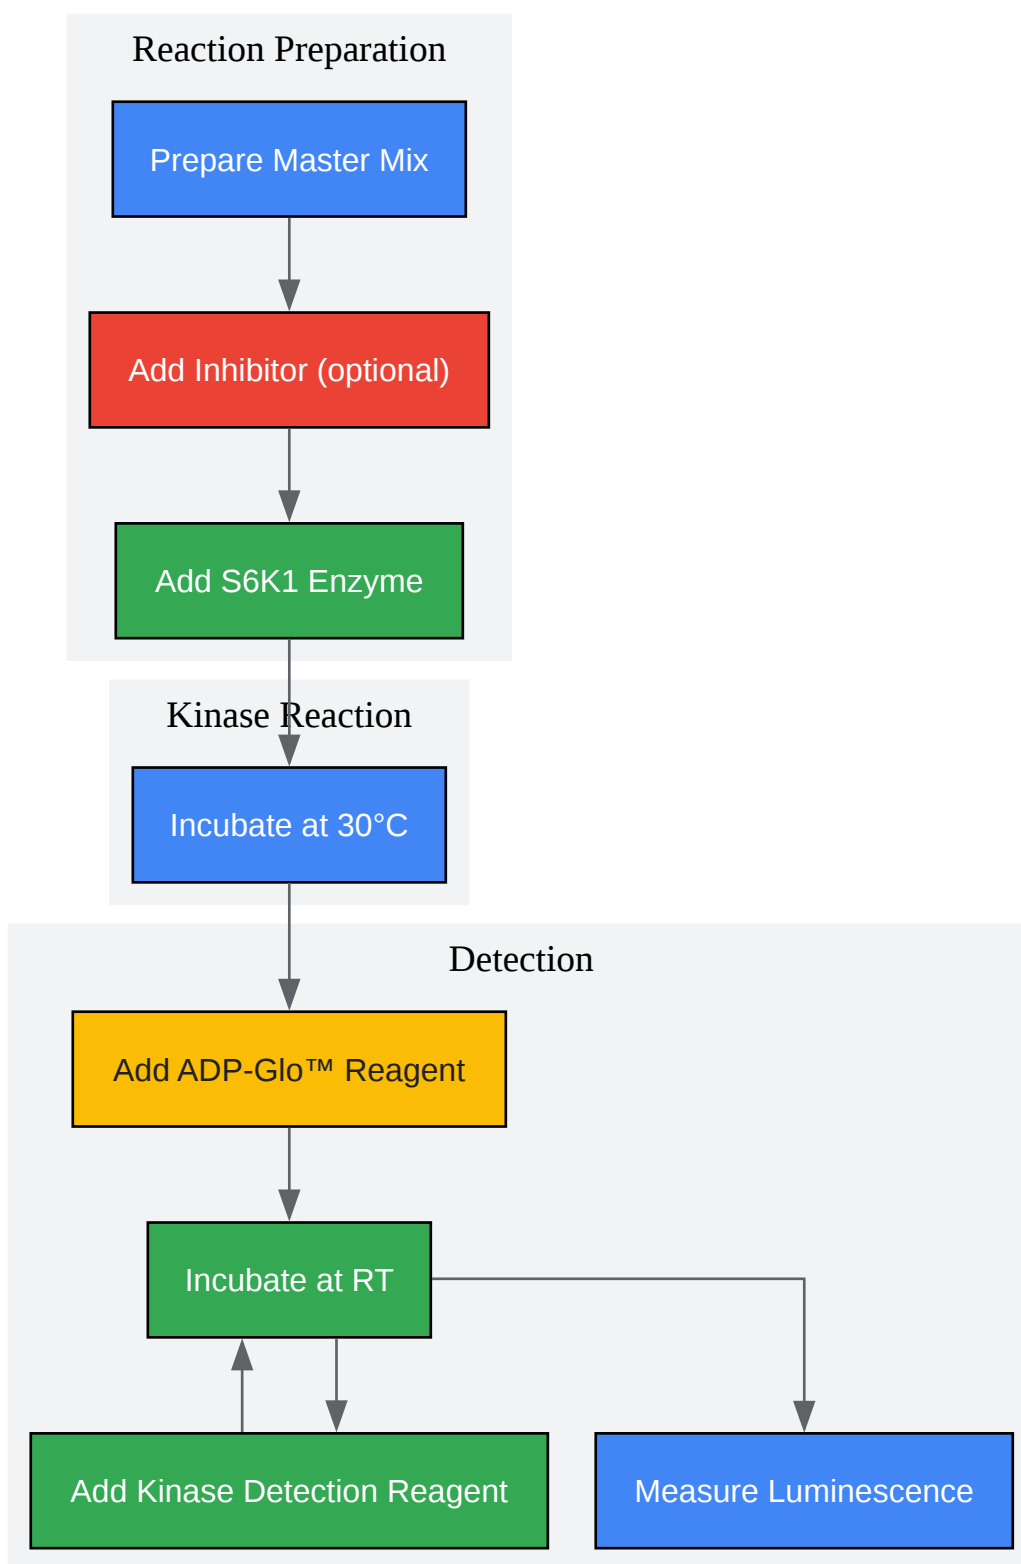 Reaction Preparation
Prepare Master Mix
Add Inhibitor (optional)
Add S6K1 Enzyme
Kinase Reaction
Incubate at 30°C
Detection
Add ADP-Glo™ Reagent
Incubate at RT
Add Kinase Detection Reagent
Measure Luminescence